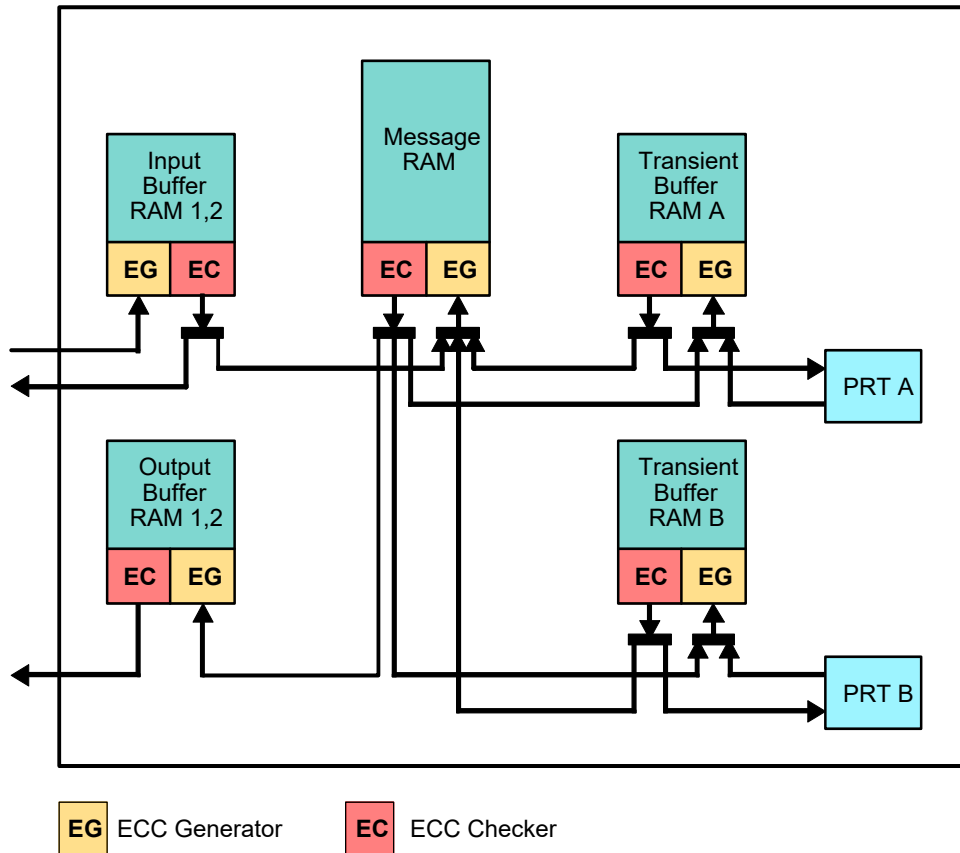 Input
Buffer
RAM 1,2
EG EC
Message
RAM
EC EG
Transient
Buffer
RAM A
EC EG
PRT A
Output
Buffer
RAM 1,2
EC EG
Transient
Buffer
RAM B
EC EG
PRT B
EG ECC Generator
EC ECC Checker